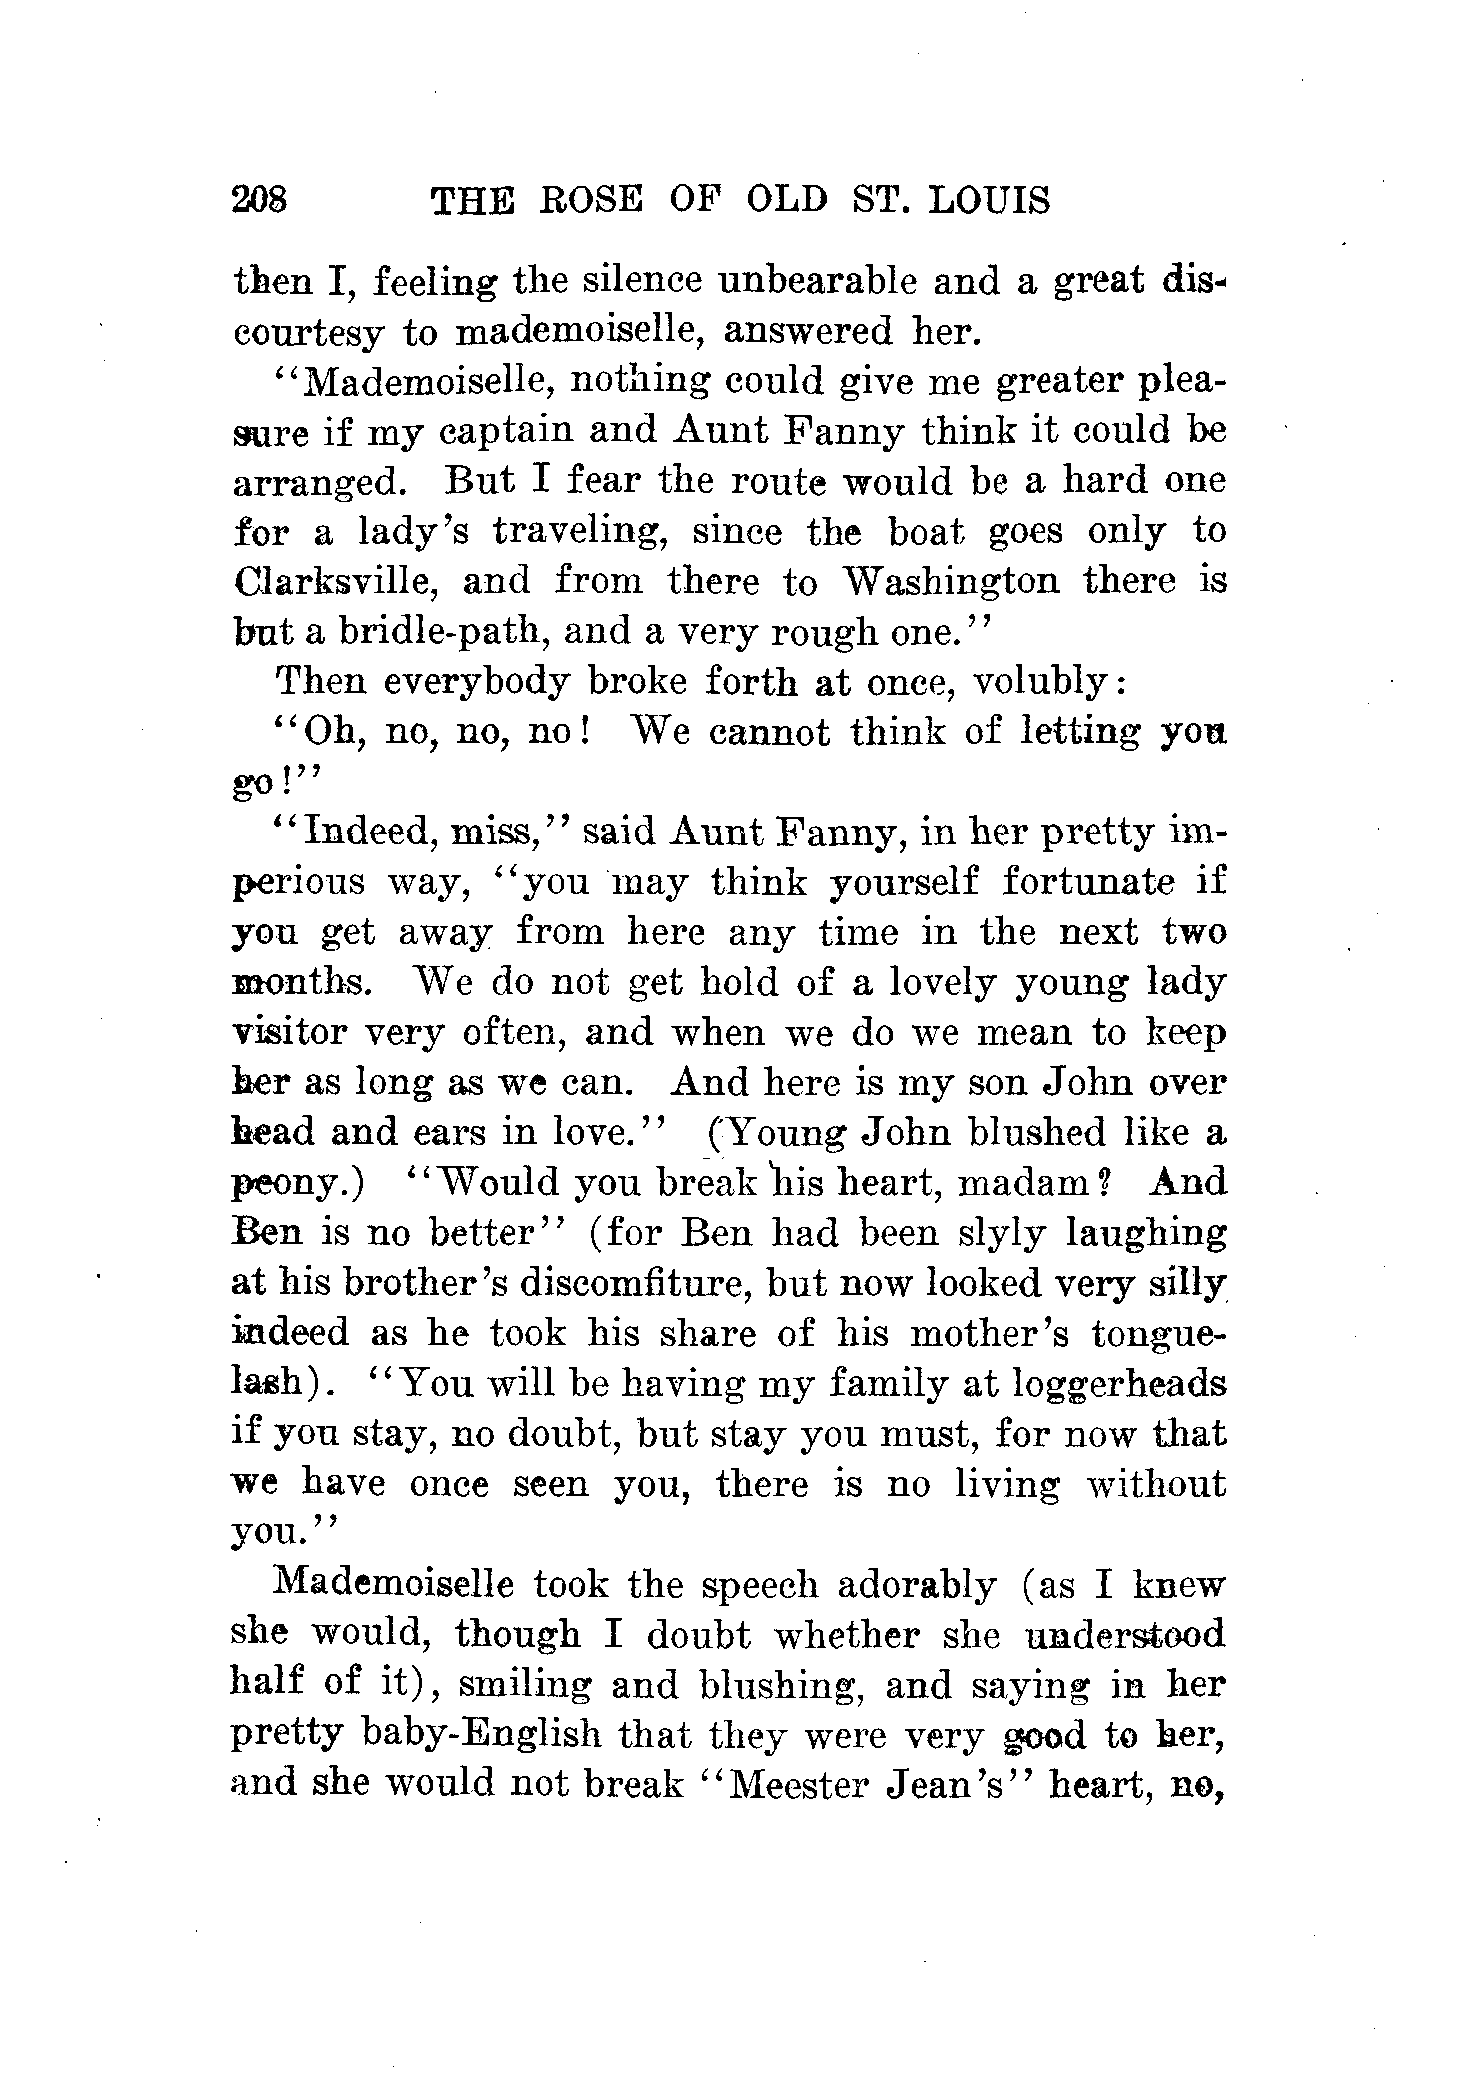 208 THE ROSE OF OLD ST. LOUIS
then I, feeling the silence unbearable and a great dis-
courtesy to mademoiselle, answered her.
"Mademoiselle, nothing could give me greater plea-
sure if my captain and Aunt Fanny think it could be
arranged. But I fear the route would be a hard one
for a lady's traveling, since the boat goes only to
Clarksville, and from there to Washington there is
but a bridle-path, and a very rough one."
Then everybody broke forth at once, volubly:
"Oh, no, no, no! We cannot think of letting you
go!"
"Indeed, miss," said Aunt Fanny, in her pretty im-
perious way, "you may think yourself fortunate if
you get away from here any time in the next two
months. We do not get hold of a lovely young lady
visitor very often, and when we do we mean to keep
her as long as we can. And here is my son John over
head and ears in love." (Young John blushed like a
peony.) "Would you break his heart, madam? And
Ben is no better" (for Ben had been slyly laughing
at his brother's discomfiture, but now looked very silly
indeed as he took his share of his mother's tongue-
lash). "You will be having my family at loggerheads
if you stay, no doubt, but stay you must, for now that
we have once seen you, there is no living without
you."
Mademoiselle took the speech adorably (as I knew
she would, though I doubt whether she understood
half of it), smiling and blushing, and saying in her
pretty baby-English that they were very good to her,
and she would not break "Meester Jean's" heart, no,